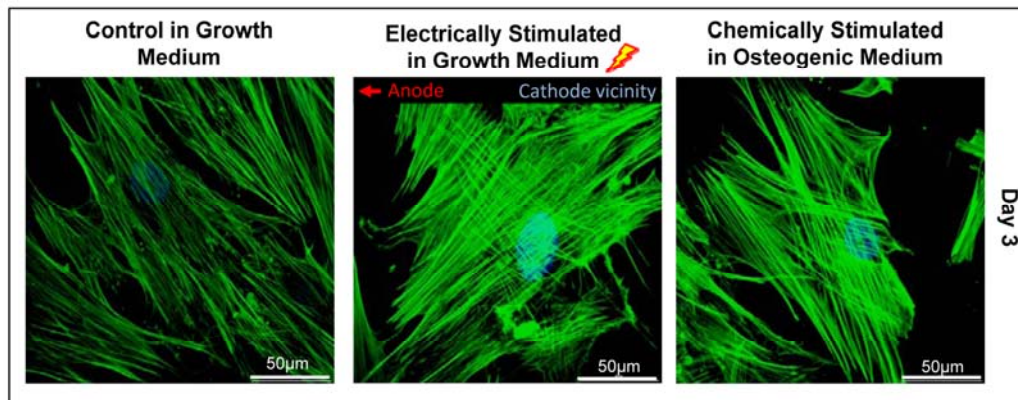 Control in Growth
Medium
Electrically Stimulated
in Growth Medium
Chemically Stimulated
in Osteogenic Medium
Anode
Cathode vicinity
Day 3
50µm
50µm
50µm